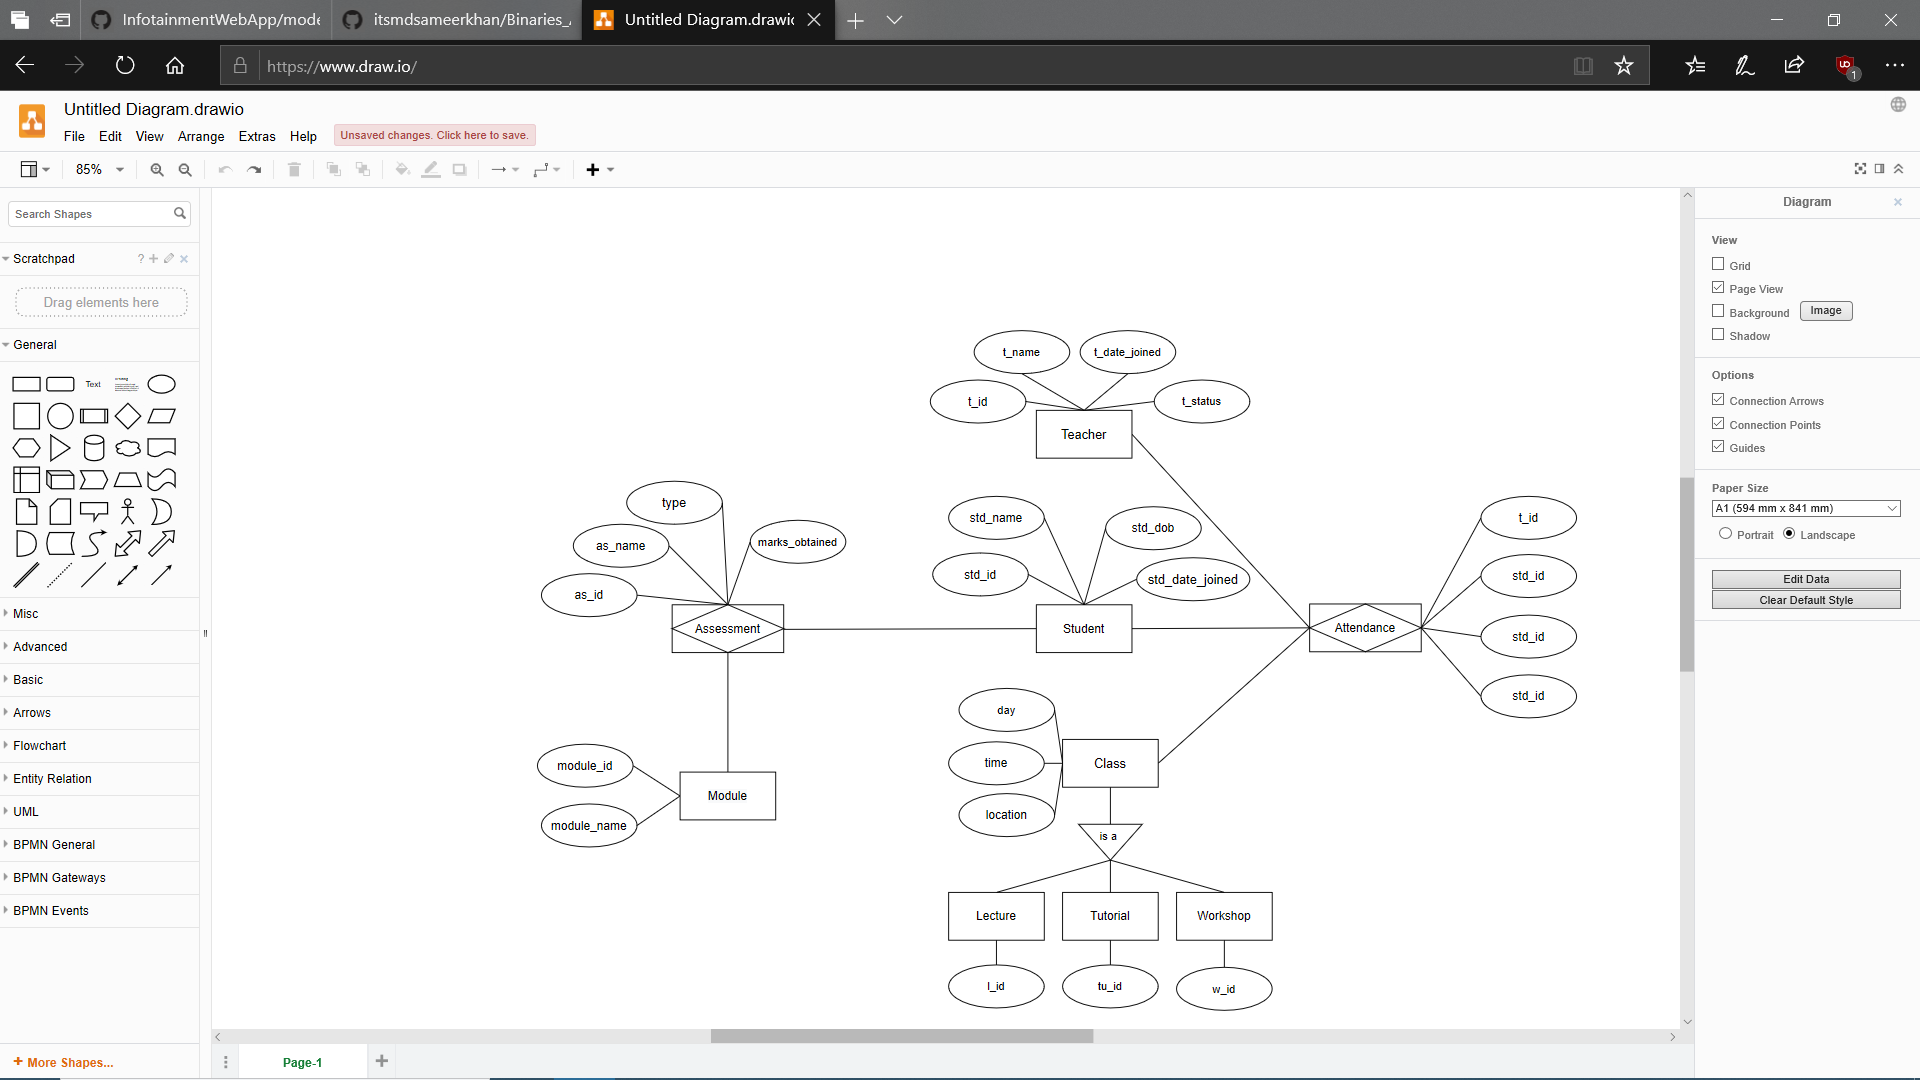 InfotainmentWebApp/mode
itsmdsameerkhan/Binaries_
Untitled Diagram.drawio
https://www.draw.io/
1
Untitled Diagram.drawio
File Edit View Arrange Extras Help
Unsaved changes. Click here to save.
85%
Search Shapes
Scratchpad
?
Drag elements here
General
Text
Misc
Advanced
Basic
Arrows
Flowchart
Entity Relation
UML
BPMN General
BPMN Gateways
BPMN Events
+ More Shapes...
t_name
t_date_joined
t_id
t_status
Teacher
type
as_name
marks_obtained
as_id
Assessment
std_name
std_dob
std_id
std_date_joined
Student
Attendance
t_id
std_id
std_id
std_id
module_id
module_name
Module
day
time
location
Class
is a
Lecture
Tutorial
Workshop
l_id
tu_id
w_id
Page-1
Diagram
View
Grid
Page View
Background
Image
Shadow
Options
Connection Arrows
Connection Points
Guides
Paper Size
A1 (594 mm x 841 mm)
Portrait
Landscape
Edit Data
Clear Default Style